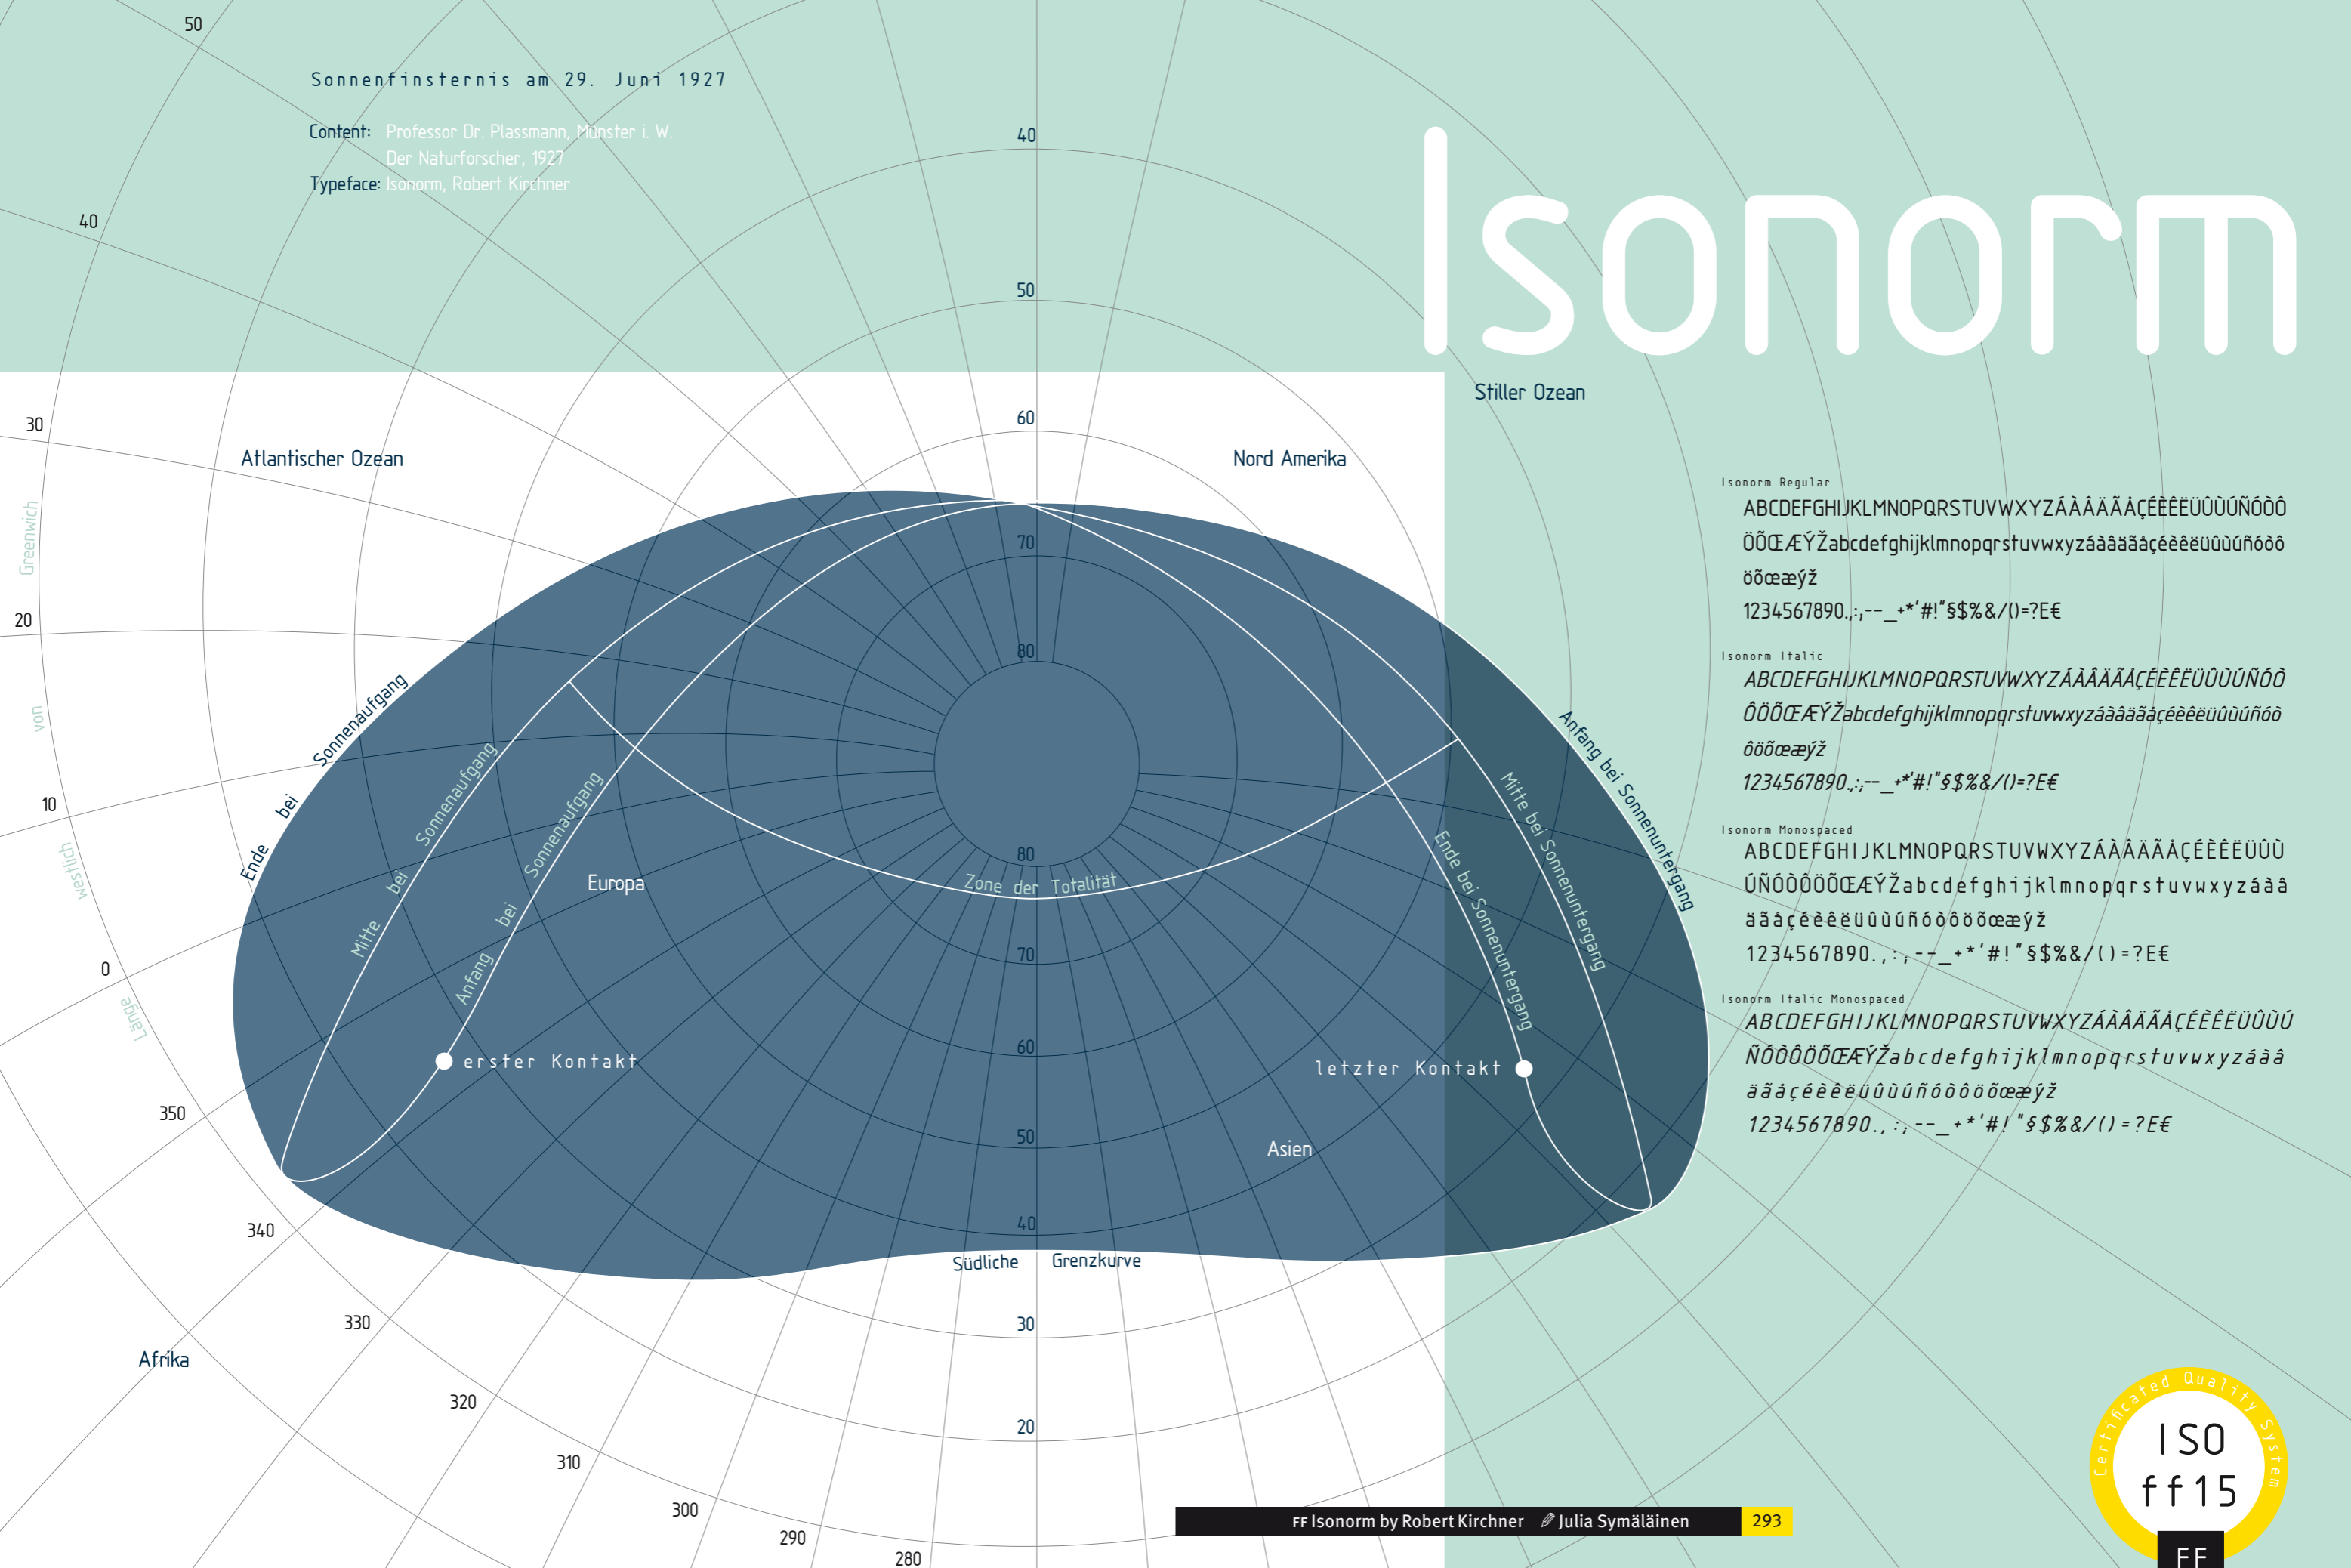 50
Sonnenfinsternis am 29. Juni 1927
Content: Professor Dr. Plassmann, Münster i. W.
Der Naturforscher, 1927
Typeface: Isonorm, Robert Kirchner
Isonorm
40
40
50
60
30
Stiller Ozean
Atlantischer Ozean
Nord Amerika
70
80
20
10
0
350
340
330
320
310
300
290
280
Greenwich
von
westlich
Länge
Ende bei Sonnenaufgang
Mitte bei Sonnenaufgang
Anfang bei Sonnenaufgang
Anfang bei Sonnenuntergang
Mitte bei Sonnenuntergang
Ende bei Sonnenuntergang
80
Zone der Totalität
Europa
70
60
erster Kontakt
letzter Kontakt
50
Asien
40
Südliche Grenzkurve
30
Afrika
20
Isonorm Regular
ABCDEFGHIJKLMNOPQRSTUVWXYZÁÀÂÄÃÅÇÉÈÊËÜÛÙÚÑÓÒÔ
ÖÕŒÆÝŽabcdefghijklmnopqrstuvwxyzáàâäãåçéèêëüûùúñóòô
öõœæýž
1234567890.,:;--_+*'#!"§$%&/()=?E€
Isonorm Italic
ABCDEFGHIJKLMNOPQRSTUVWXYZÁÀÂÄÃÅÇÉÈÊËÜÛÙÚÑÓÒ
ÔÖÕŒÆÝŽabcdefghijklmnopqrstuvwxyzáàâäãåçéèêëüûùúñóò
ôöõœæýž
1234567890.,:;--_+*'#!"§$%&/()=?E€
Isonorm Monospaced
ABCDEFGHIJKLMNOPQRSTUVWXYZÁÀÂÄÃÅÇÉÈÊËÜÛÙ
ÚÑÓÒÔÖÕŒÆÝŽabcdefghijklmnopqrstuvwxyzáàâ
äãåçéèêëüûùúñóòôöõœæýž
1234567890.,:;--_+*'#!"§$%&/()=?E€
Isonorm Italic Monospaced
ABCDEFGHIJKLMNOPQRSTUVWXYZÁÀÂÄÃÅÇÉÈÊËÜÛÙÚ
ÑÓÒÔÖÕŒÆÝŽabcdefghijklmnopqrstuvwxyzáàâ
äãåçéèêëüûùúñóòôöõœæýž
1234567890.,:;--_+*'#!"§$%&/()=?E€
Certificated Quality System
ISO
ff15
FF
FF Isonorm by Robert Kirchner Julia Symäläinen 293